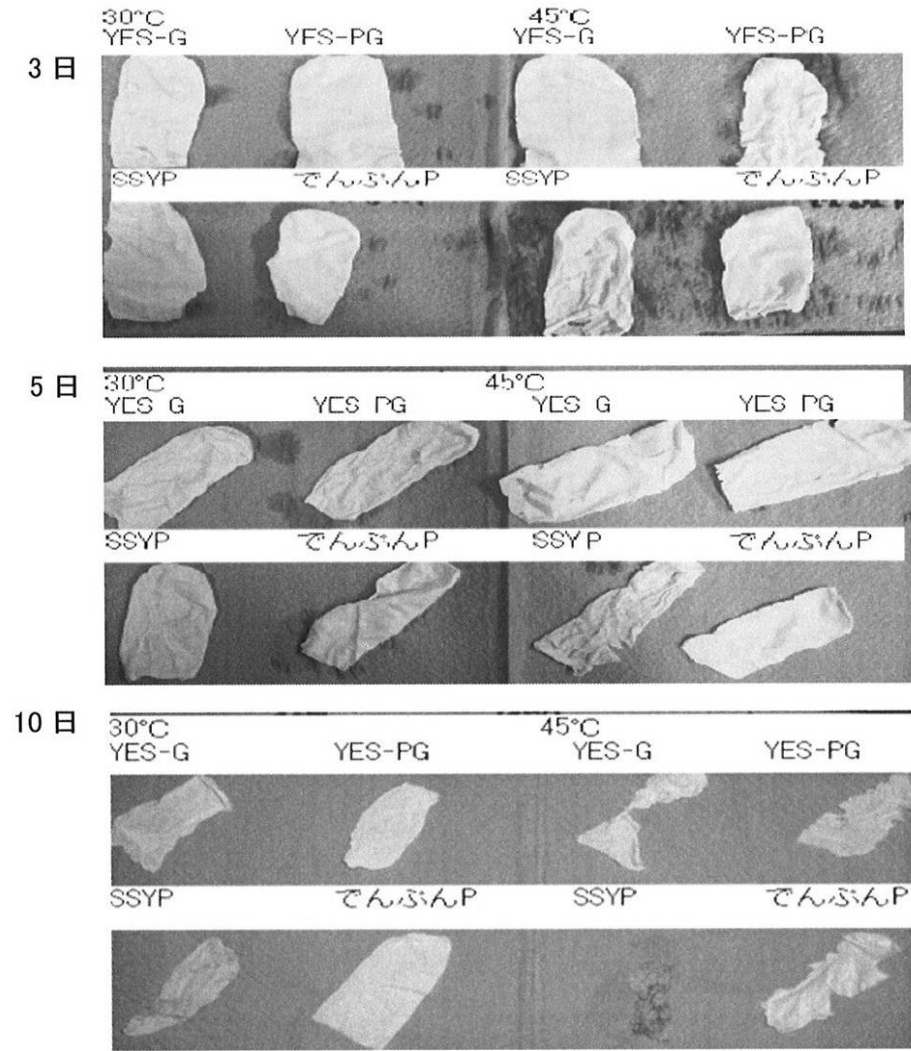 3 日
30°C 45°C
YES-G YES-PG YES-G YES-PG
SSYP でんぷんP SSYP でんぷんP
5 日
30°C 45°C
YES G YES PG YES G YES PG
SSYP でんぷんP SSYP でんぷんP
10 日
30°C 45°C
YES-G YES-PG YES-G YES-PG
SSYP でんぷんP SSYP でんぷんP